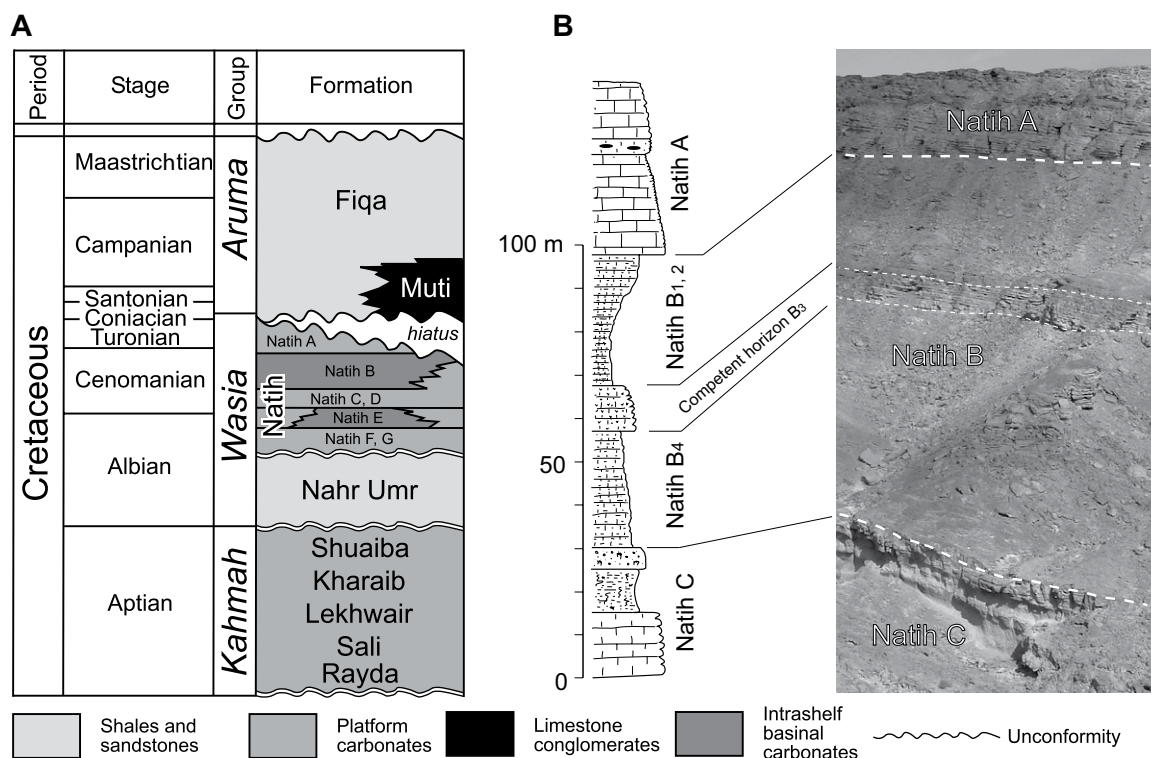 A
Period
Stage
Group
Formation
Cretaceous
Maastrichtian
Campanian
Santonian
Coniacian
Turonian
Cenomanian
Albian
Aptian
Aruma
Wasia
Kahmah
Fiqa
Muti
hiatus
Natih
Natih A
Natih B
Natih C, D
Natih E
Natih F, G
Nahr Umr
Shuaiba
Kharaib
Lekhwair
Sali
Rayda
B
100 m
50
0
Natih A
Natih B1, 2
Competent horizon B3
Natih B4
Natih C
Natih A
Natih B
Natih C
Shales and
sandstones
Platform
carbonates
Limestone
conglomerates
Intrashelf
basinal
carbonates
Unconformity